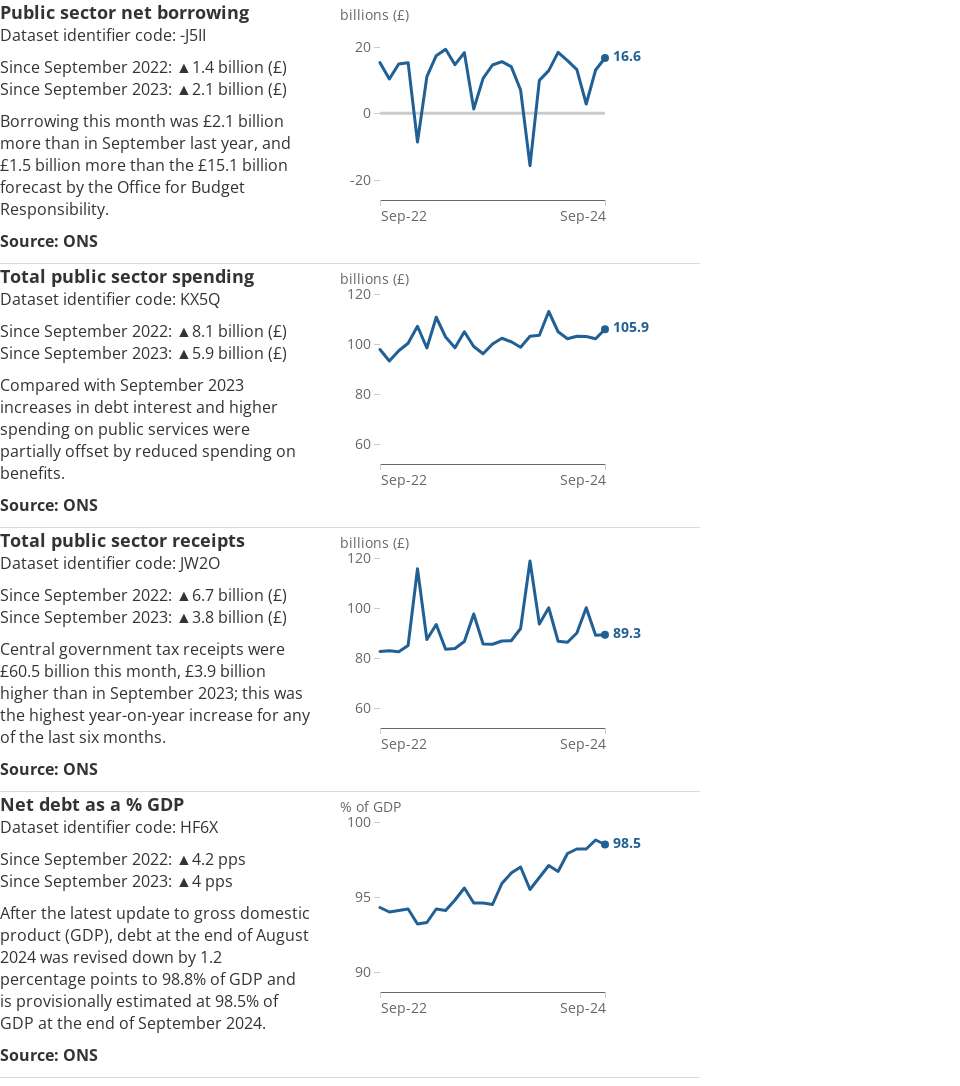 Public sector net borrowing
Dataset identifier code: -J5II
Since September 2022: ▲1.4 billion (£)
Since September 2023: ▲2.1 billion (£)
Borrowing this month was £2.1 billion
more than in September last year, and
£1.5 billion more than the £15.1 billion
forecast by the Office for Budget
Responsibility.
Source: ONS
billions (£)
20
0
-20
16.6
Sep-22
Sep-24
Total public sector spending
Dataset identifier code: KX5Q
Since September 2022: ▲8.1 billion (£)
Since September 2023: ▲5.9 billion (£)
Compared with September 2023
increases in debt interest and higher
spending on public services were
partially offset by reduced spending on
benefits.
Source: ONS
billions (£)
120
100
80
60
105.9
Sep-22
Sep-24
Total public sector receipts
Dataset identifier code: JW2O
Since September 2022: ▲6.7 billion (£)
Since September 2023: ▲3.8 billion (£)
Central government tax receipts were
£60.5 billion this month, £3.9 billion
higher than in September 2023; this was
the highest year-on-year increase for any
of the last six months.
Source: ONS
billions (£)
120
100
80
60
89.3
Sep-22
Sep-24
Net debt as a % GDP
Dataset identifier code: HF6X
Since September 2022: ▲4.2 pps
Since September 2023: ▲4 pps
After the latest update to gross domestic
product (GDP), debt at the end of August
2024 was revised down by 1.2
percentage points to 98.8% of GDP and
is provisionally estimated at 98.5% of
GDP at the end of September 2024.
Source: ONS
% of GDP
100
95
90
98.5
Sep-22
Sep-24